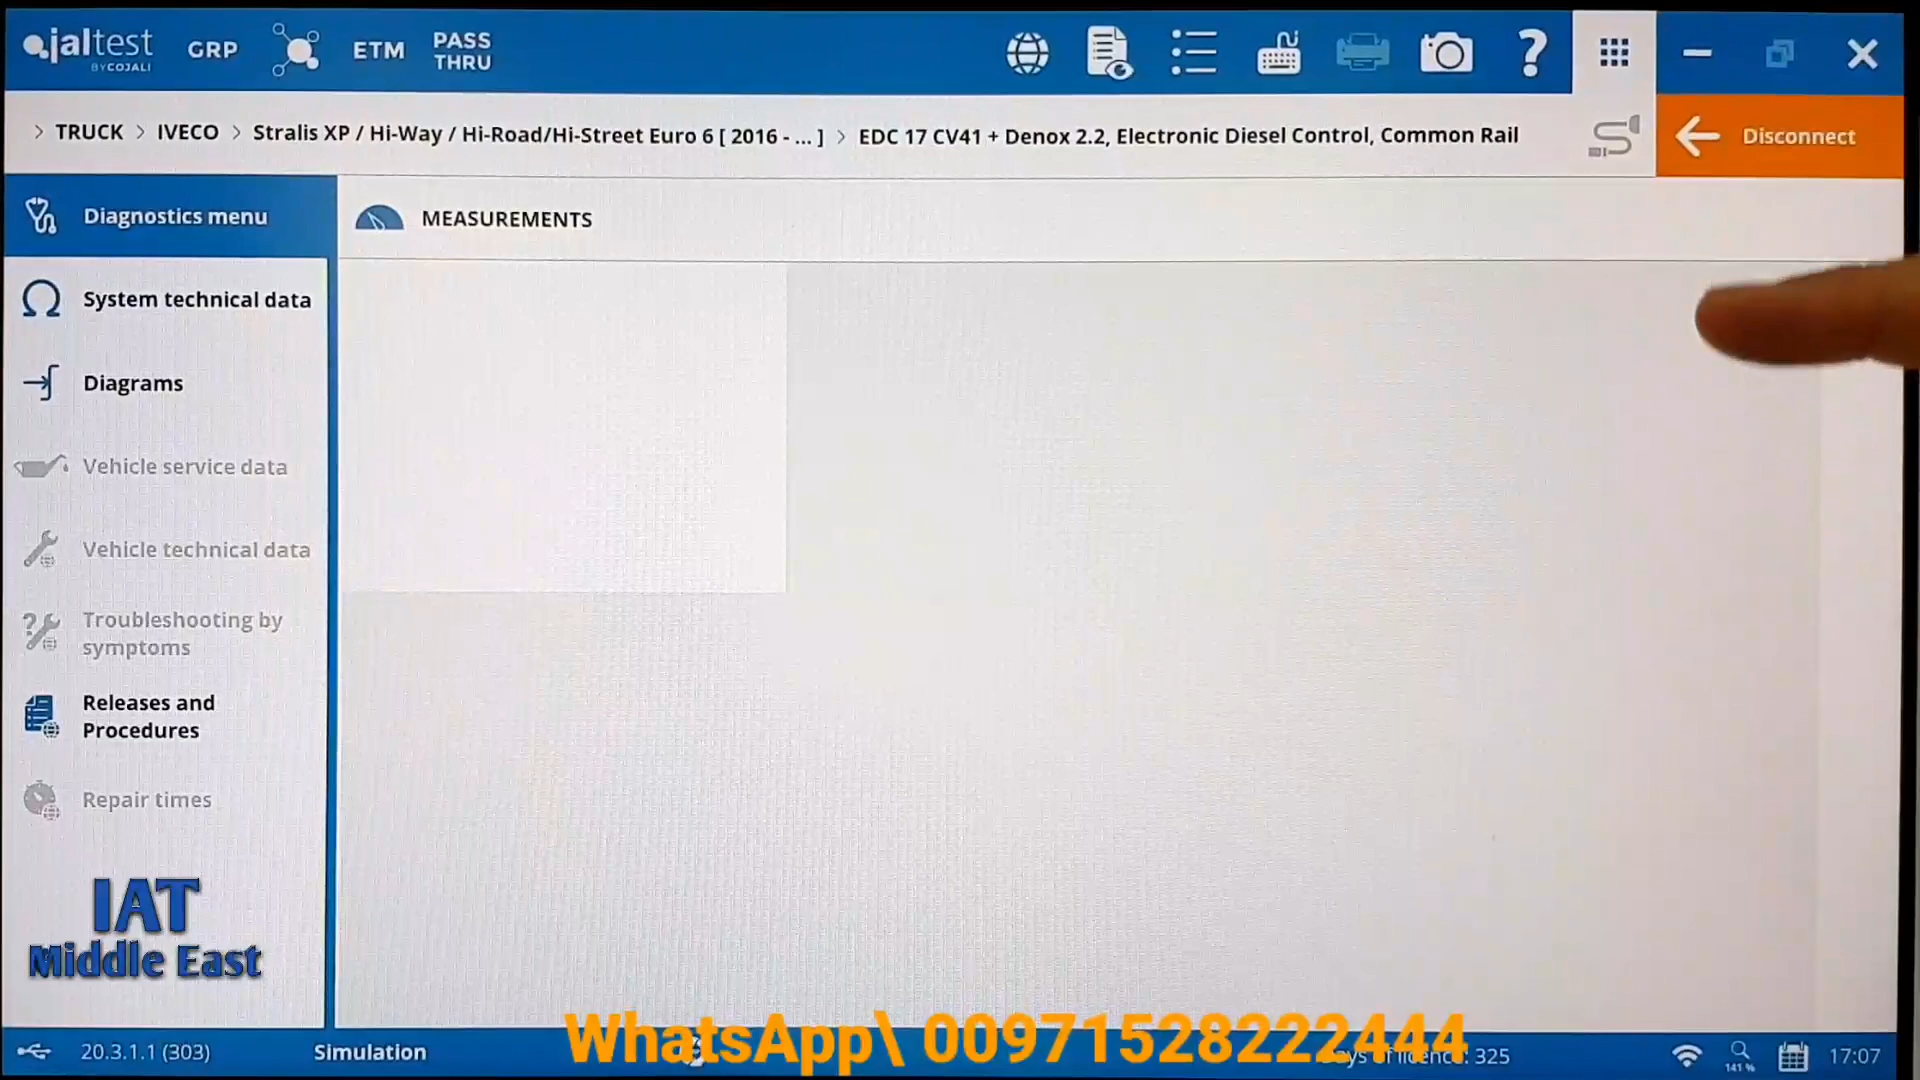 jaltest
BY COJALI
GRP
ETM
PASS
THRU
?
> TRUCK > IVECO > Stralis XP / Hi-Way / Hi-Road/Hi-Street Euro 6 [ 2016 - ... ] > EDC 17 CV41 + Denox 2.2, Electronic Diesel Control, Common Rail
Disconnect
Diagnostics menu
MEASUREMENTS
System technical data
Diagrams
Vehicle service data
Vehicle technical data
Troubleshooting by
symptoms
Releases and
Procedures
Repair times
IAT
Middle East
WhatsApp\ 00971528222444
20.3.1.1 (303)
Simulation
325
141 %
17:07